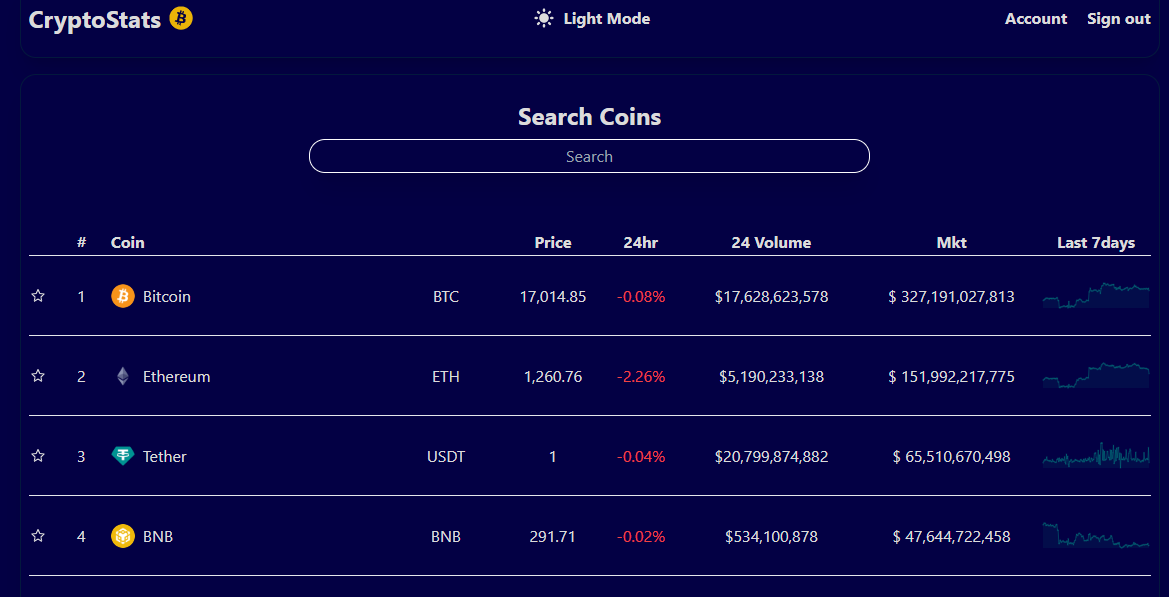 CryptoStats Light Mode Account Sign out
Search Coins
Search
# Coin Price 24hr 24 Volume Mkt Last 7days
1 Bitcoin BTC 17,014.85 -0.08% $17,628,623,578 $ 327,191,027,813
2 Ethereum ETH 1,260.76 -2.26% $5,190,233,138 $ 151,992,217,775
3 Tether USDT 1 -0.04% $20,799,874,882 $ 65,510,670,498
4 BNB BNB 291.71 -0.02% $534,100,878 $ 47,644,722,458